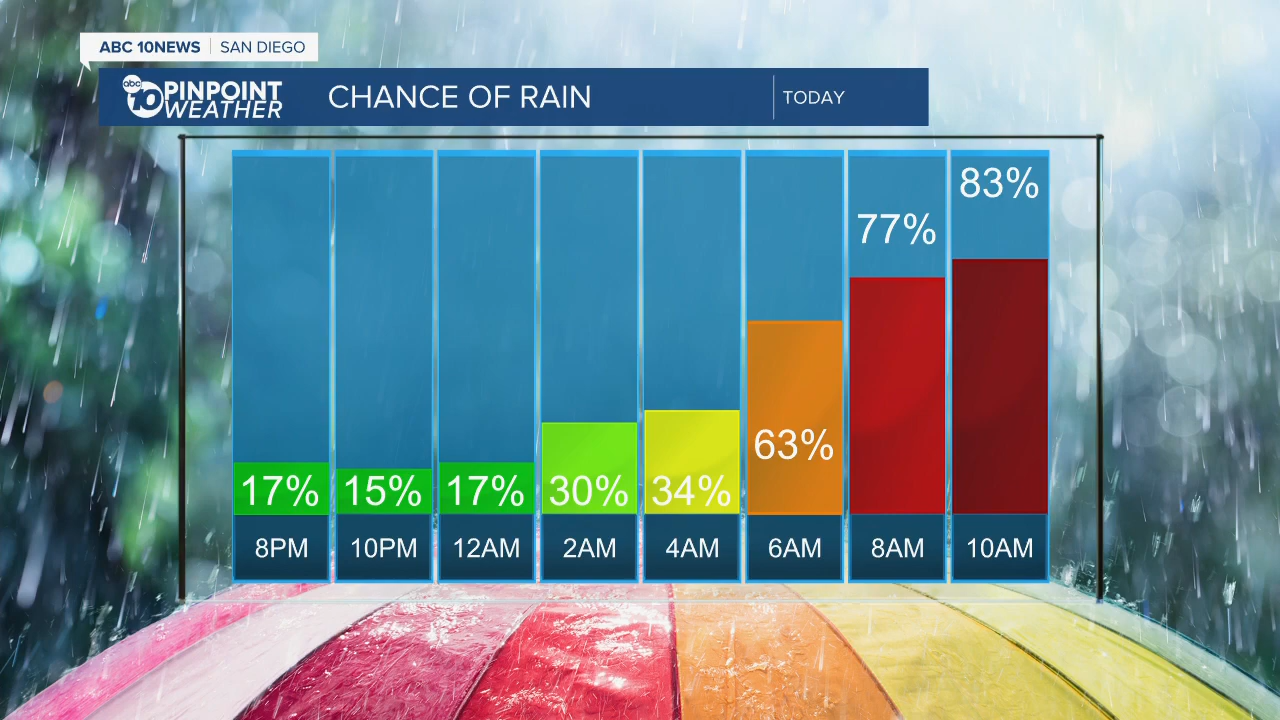 ABC 10NEWS | SAN DIEGO
abc 10 PINPOINT WEATHER
CHANCE OF RAIN
TODAY
83%
77%
63%
17% 15% 17% 30% 34%
8PM 10PM 12AM 2AM 4AM 6AM 8AM 10AM